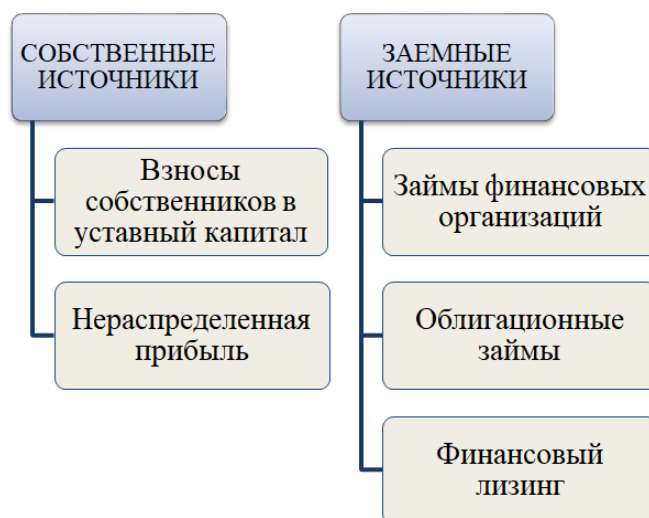 СОБСТВЕННЫЕ
ИСТОЧНИКИ
Взносы
собственников в
уставный капитал
Нераспределенная
прибыль
ЗАЕМНЫЕ
ИСТОЧНИКИ
Займы финансовых
организаций
Облигационные
займы
Финансовый
лизинг